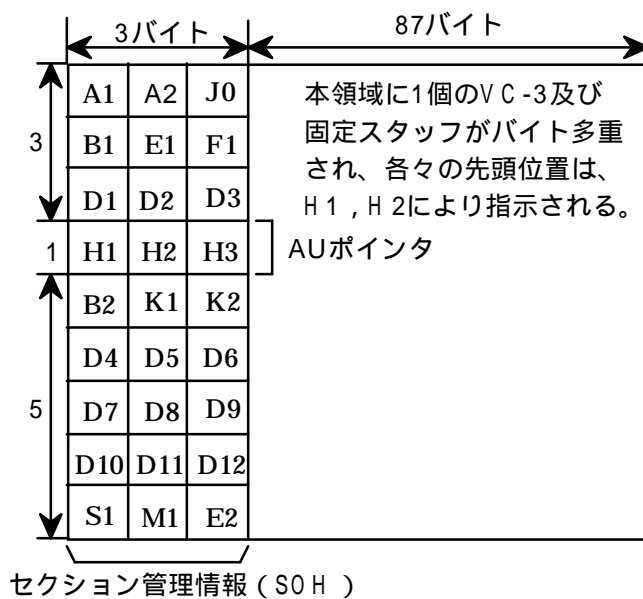 3バイト 87バイト
3
A1 A2 J0
B1 E1 F1
D1 D2 D3
本領域に1個のVC-3及び
固定スタッフがバイト多重
され、各々の先頭位置は、
H1,H2により指示される。
1
H1 H2 H3
AUポインタ
5
B2 K1 K2
D4 D5 D6
D7 D8 D9
D10 D11 D12
S1 M1 E2
セクション管理情報(SOH)